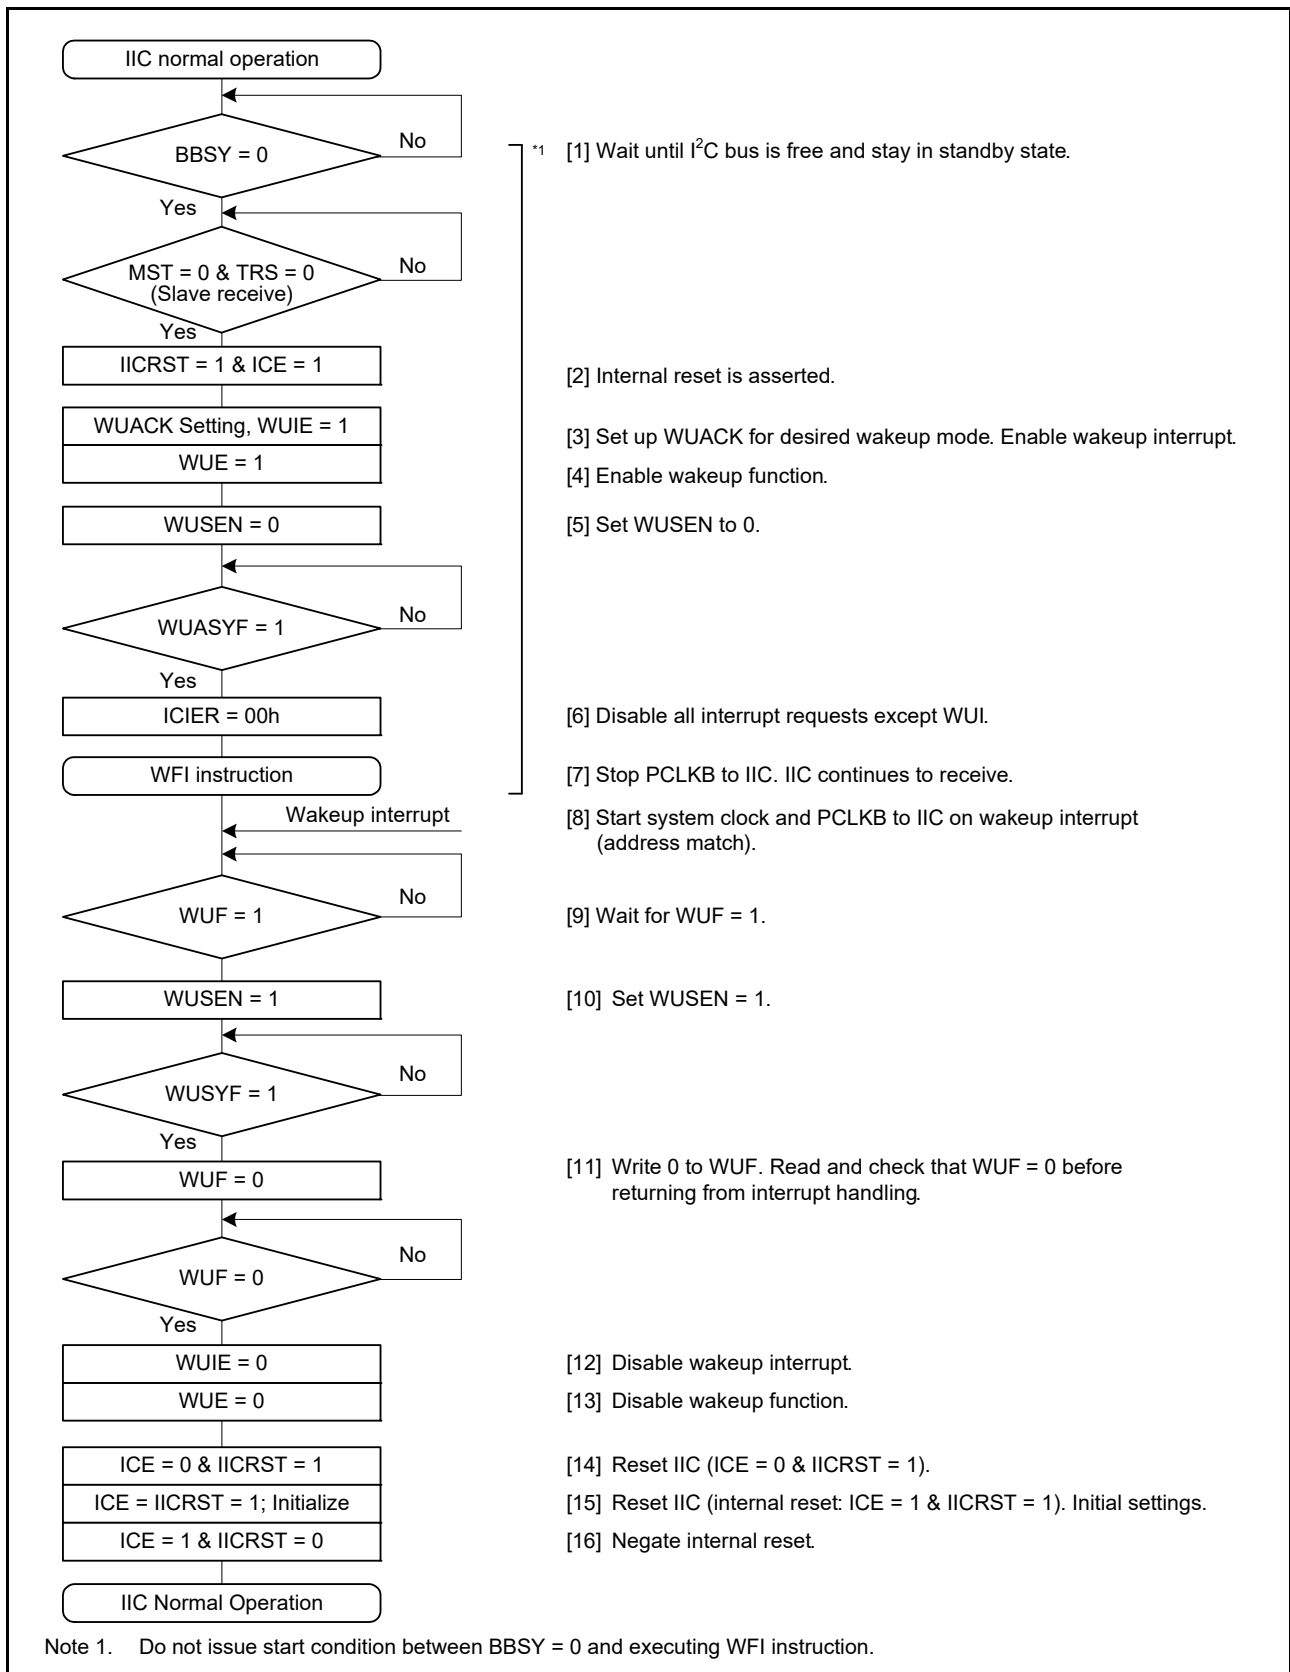 IIC normal operation
No
BBSY = 0
*1 [1] Wait until I²C bus is free and stay in standby state.
Yes
No
MST = 0 & TRS = 0
(Slave receive)
Yes
IICRST = 1 & ICE = 1
[2] Internal reset is asserted.
WUACK Setting, WUIE = 1
[3] Set up WUACK for desired wakeup mode. Enable wakeup interrupt.
WUE = 1
[4] Enable wakeup function.
WUSEN = 0
[5] Set WUSEN to 0.
No
WUASYF = 1
Yes
ICIER = 00h
[6] Disable all interrupt requests except WUI.
WFI instruction
[7] Stop PCLKB to IIC. IIC continues to receive.
Wakeup interrupt
[8] Start system clock and PCLKB to IIC on wakeup interrupt
(address match).
No
WUF = 1
[9] Wait for WUF = 1.
WUSEN = 1
[10] Set WUSEN = 1.
No
WUSYF = 1
Yes
WUF = 0
[11] Write 0 to WUF. Read and check that WUF = 0 before
returning from interrupt handling.
No
WUF = 0
Yes
WUIE = 0
[12] Disable wakeup interrupt.
WUE = 0
[13] Disable wakeup function.
ICE = 0 & IICRST = 1
[14] Reset IIC (ICE = 0 & IICRST = 1).
ICE = IICRST = 1; Initialize
[15] Reset IIC (internal reset: ICE = 1 & IICRST = 1). Initial settings.
ICE = 1 & IICRST = 0
[16] Negate internal reset.
IIC Normal Operation
Note 1. Do not issue start condition between BBSY = 0 and executing WFI instruction.